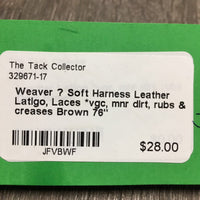 The Tack Collector
329671-17
Weaver ? Soft Harness Leather
Latigo, Laces *vgc, mnr dirt, rubs &
creases Brown 76"
$28.00
JFVBWF